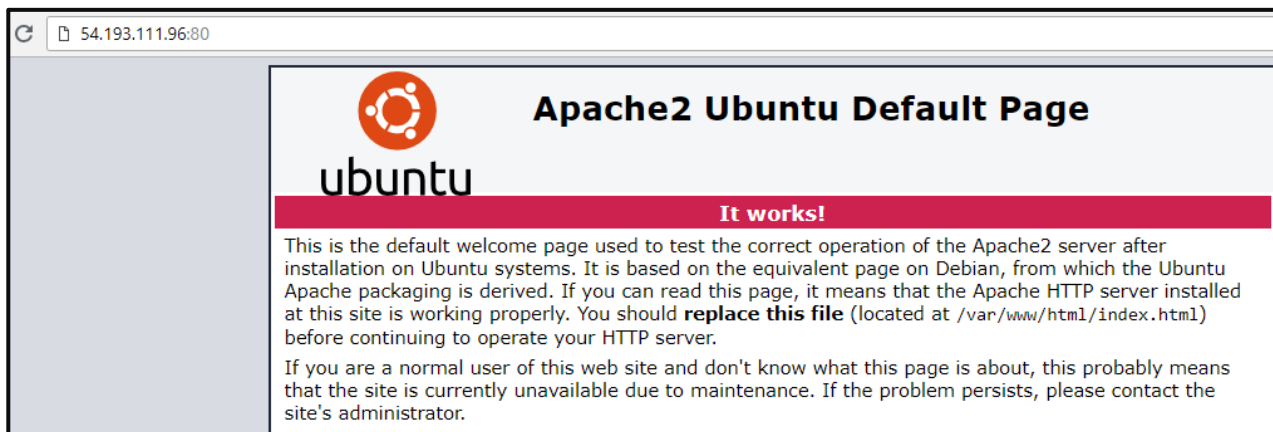 54.193.111.96:80
Apache2 Ubuntu Default Page
ubuntu
It works!
This is the default welcome page used to test the correct operation of the Apache2 server after
installation on Ubuntu systems. It is based on the equivalent page on Debian, from which the Ubuntu
Apache packaging is derived. If you can read this page, it means that the Apache HTTP server installed
at this site is working properly. You should replace this file (located at /var/www/html/index.html)
before continuing to operate your HTTP server.
If you are a normal user of this web site and don't know what this page is about, this probably means
that the site is currently unavailable due to maintenance. If the problem persists, please contact the
site's administrator.